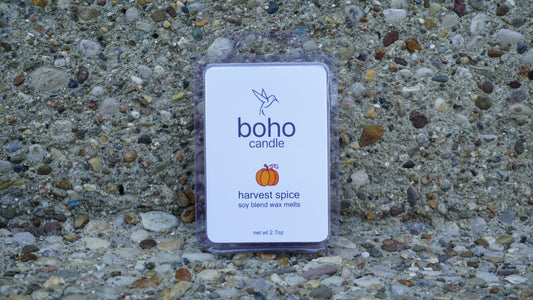 boho
candle
harvest spice
soy blend wax melts
net wt 2.7oz